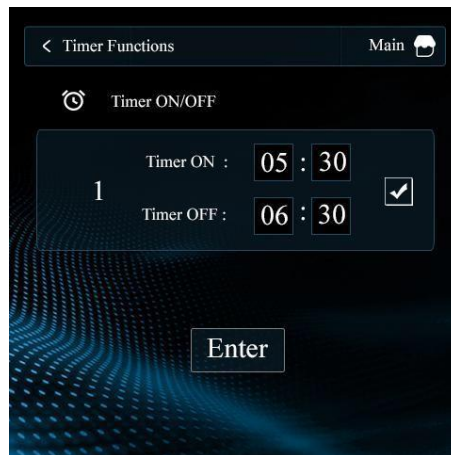 < Timer Functions Main
Timer ON/OFF
Timer ON : 05 : 30
1
Timer OFF : 06 : 30
Enter